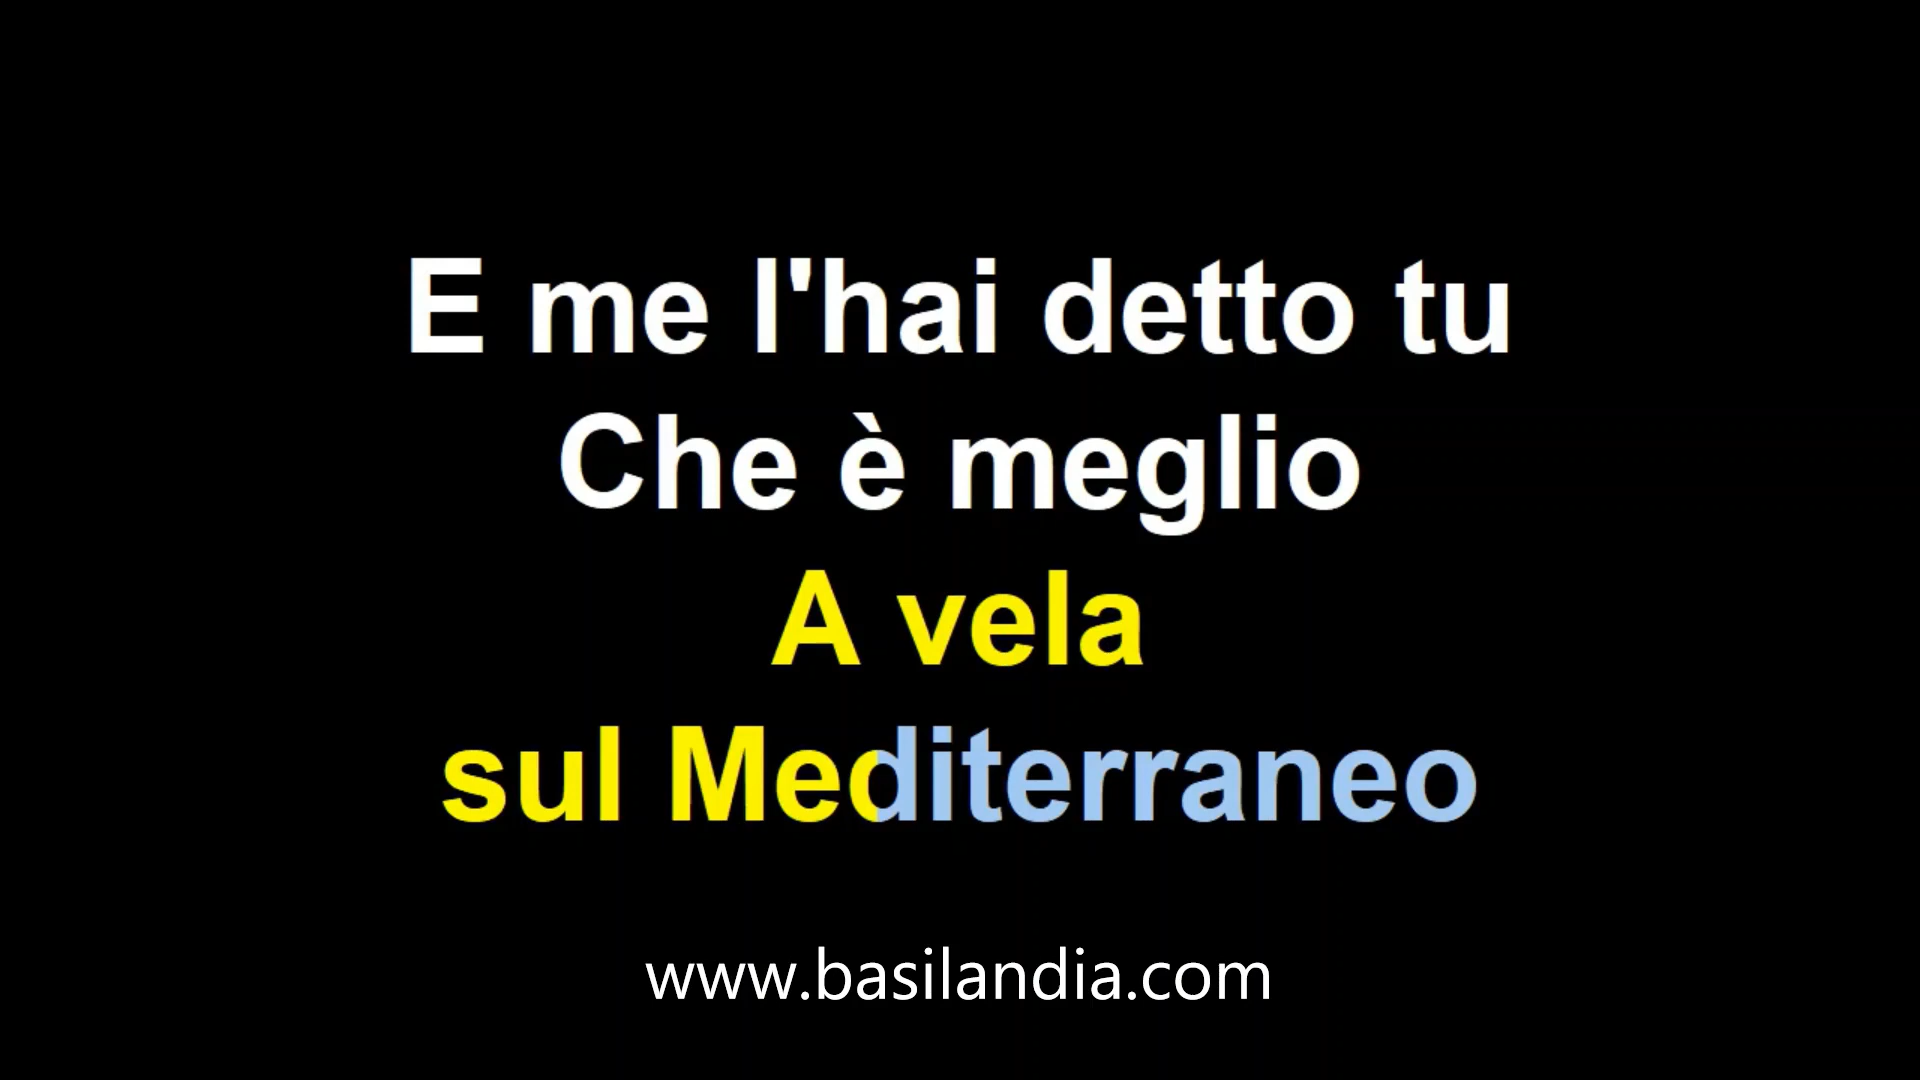 E me l'hai detto tu
Che è meglio
A vela
sul Mediterraneo
www.basilandia.com